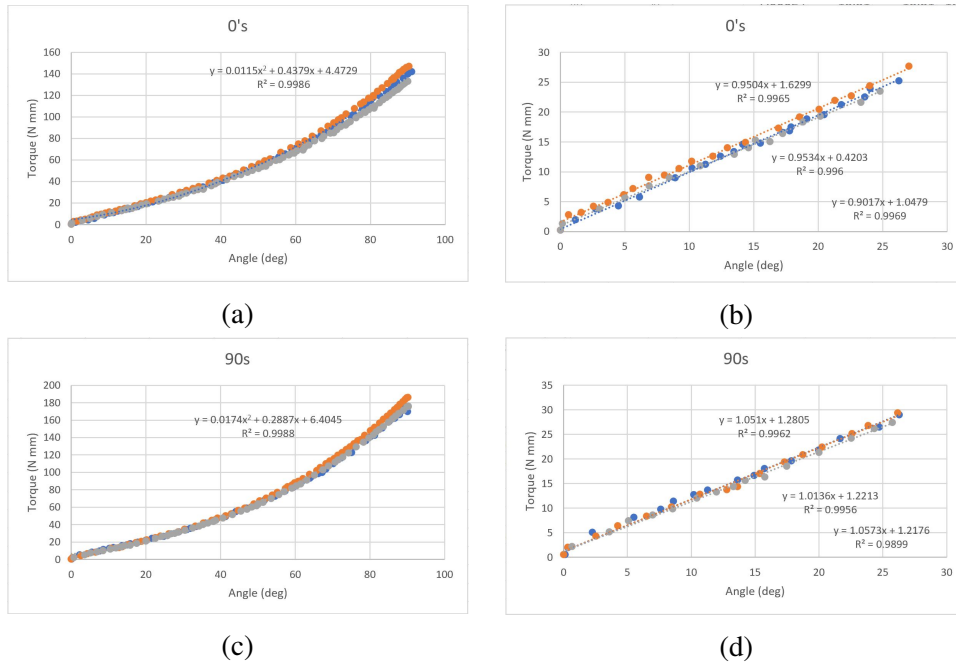 0's
160
140
120
100
80
60
40
20
0
Torque (N mm)
y = 0.0115x² + 0.4379x + 4.4729
R² = 0.9986
0 20 40 60 80 100
Angle (deg)
(a)
0's
30
25
20
15
10
5
0
Torque (N mm)
y = 0.9504x + 1.6299
R² = 0.9965
y = 0.9534x + 0.4203
R² = 0.996
y = 0.9017x + 1.0479
R² = 0.9969
0 5 10 15 20 25 30
Angle (deg)
(b)
90s
200
180
160
140
120
100
80
60
40
20
0
Torque (N mm)
y = 0.0174x² + 0.2887x + 6.4045
R² = 0.9988
0 20 40 60 80 100
Angle (deg)
(c)
90s
35
30
25
20
15
10
5
0
Torque (N mm)
y = 1.051x + 1.2805
R² = 0.9962
y = 1.0136x + 1.2213
R² = 0.9956
y = 1.0573x + 1.2176
R² = 0.9899
0 5 10 15 20 25 30
Angle (deg)
(d)